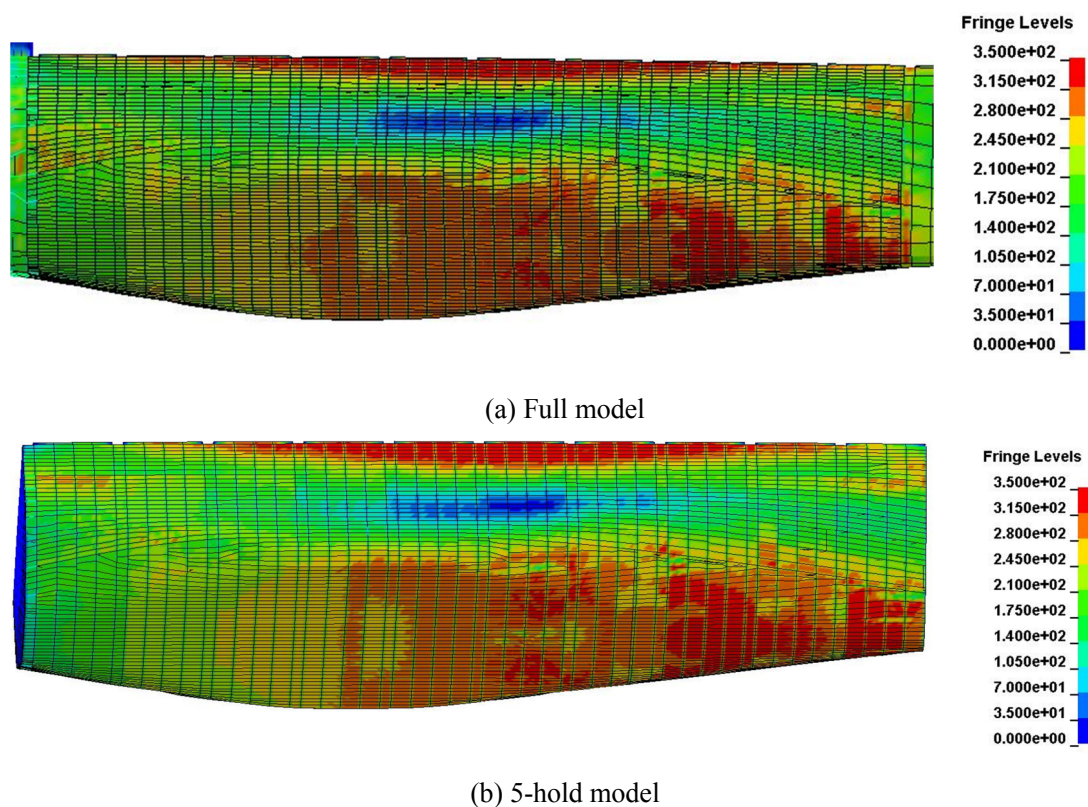 Fringe Levels
3.500e+02
3.150e+02
2.800e+02
2.450e+02
2.100e+02
1.750e+02
1.400e+02
1.050e+02
7.000e+01
3.500e+01
0.000e+00
(a) Full model
Fringe Levels
3.500e+02
3.150e+02
2.800e+02
2.450e+02
2.100e+02
1.750e+02
1.400e+02
1.050e+02
7.000e+01
3.500e+01
0.000e+00
(b) 5-hold model